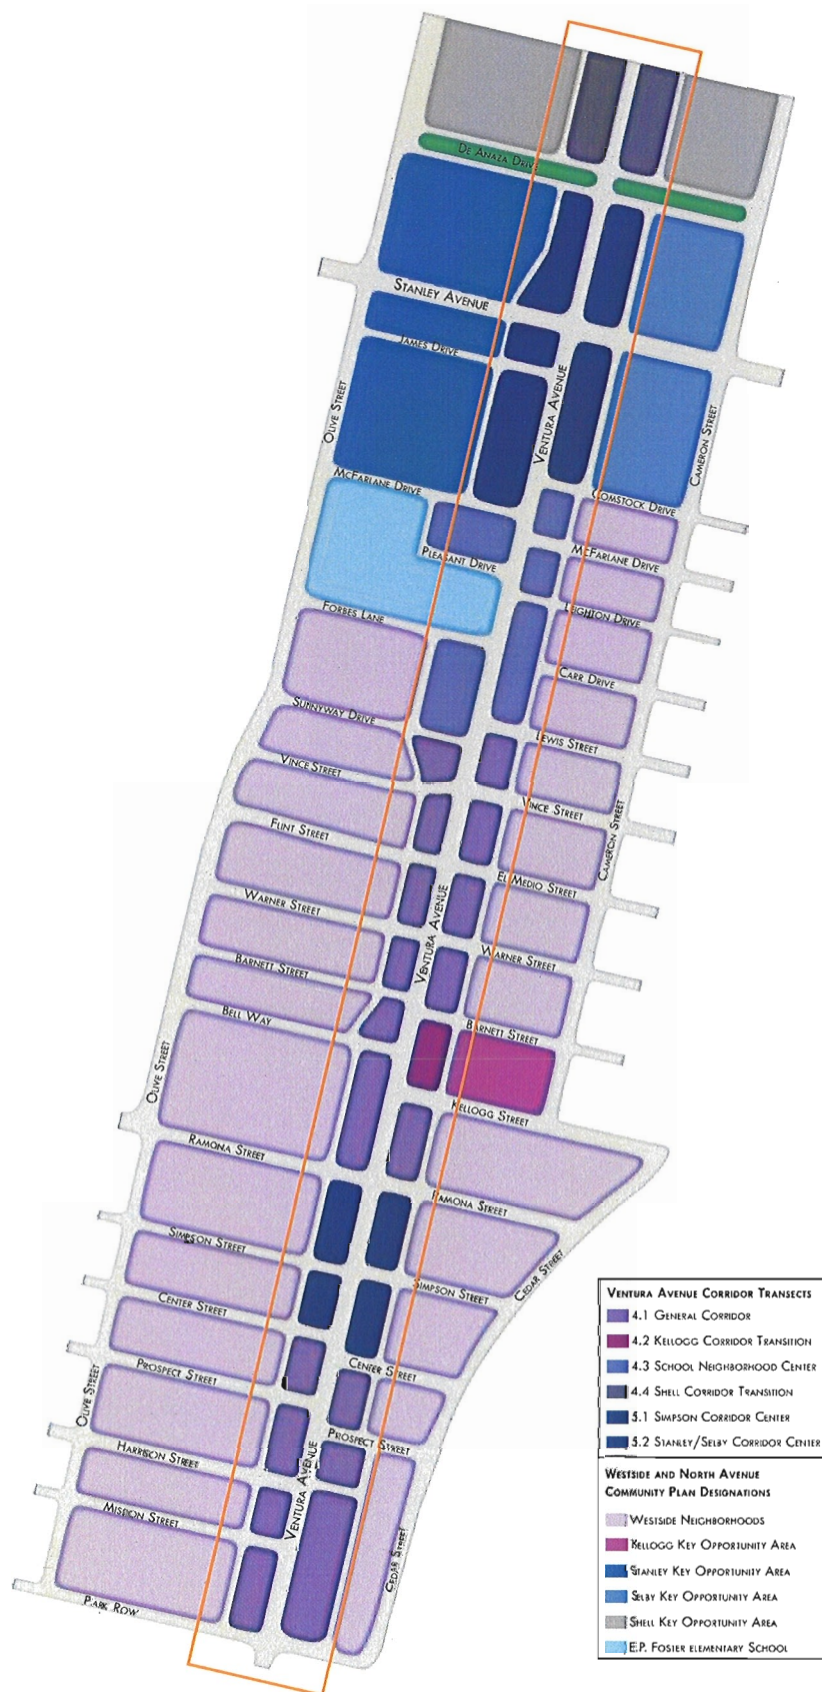 De Anaza Drive
Stanley Avenue
James Drive
Ventura Avenue
Olive Street
Cameron Street
McFarlane Drive
Comstock Drive
Pleasant Drive
McFarlane Drive
Forbes Lane
Leighton Drive
Carr Drive
Sunnyway Drive
Lewis Street
Vince Street
Vince Street
Cameron Street
Flint Street
El Medio Street
Ventura Avenue
Warner Street
Warner Street
Barnett Street
Barnett Street
Bell Way
Olive Street
Kellogg Street
Ramona Street
Ramona Street
Simpson Street
Cedar Street
Simpson Street
Center Street
Center Street
Prospect Street
Olive Street
Prospect Street
Harrison Street
Ventura Avenue
Mission Street
Cedar Street
Park Row
Ventura Avenue Corridor Transects
4.1 General Corridor
4.2 Kellogg Corridor Transition
4.3 School Neighborhood Center
4.4 Shell Corridor Transition
5.1 Simpson Corridor Center
5.2 Stanley/Selby Corridor Center
Westside and North Avenue
Community Plan Designations
Westside Neighborhoods
Kellogg Key Opportunity Area
Stanley Key Opportunity Area
Selby Key Opportunity Area
Shell Key Opportunity Area
E.P. Foster Elementary School